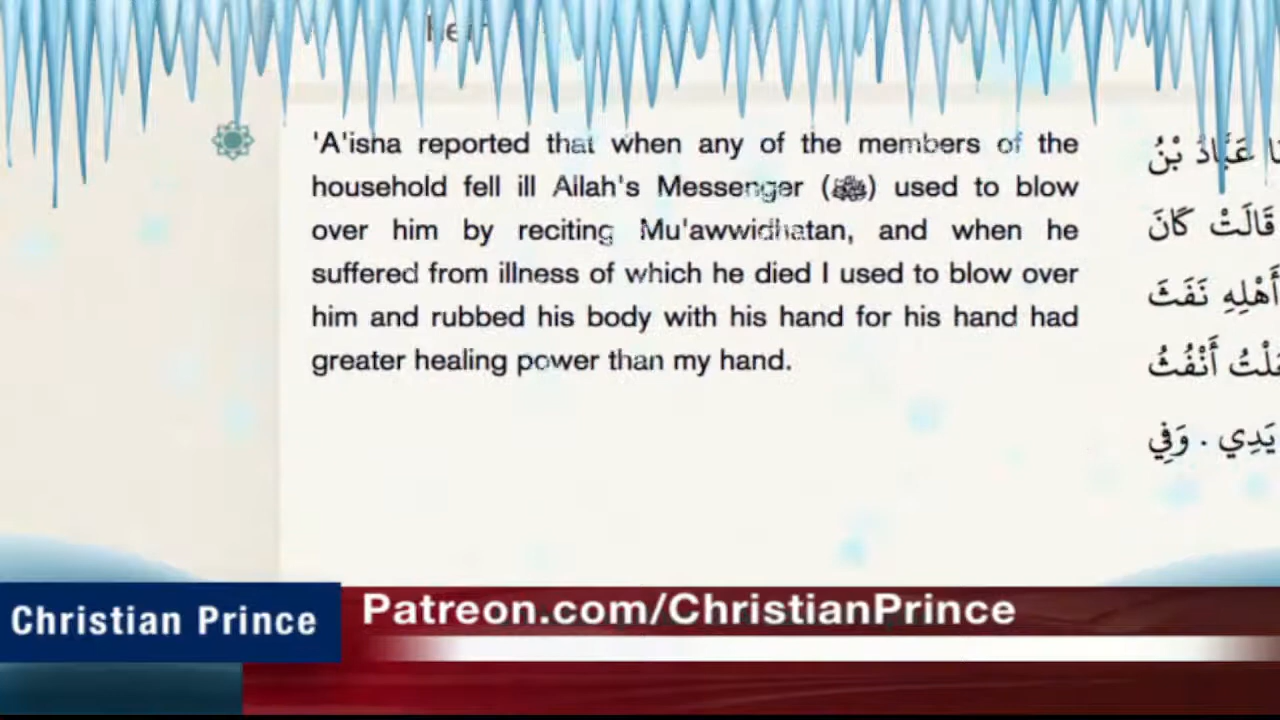 'A'isha reported that when any of the members of the
household fell ill Allah's Messenger (ﷺ) used to blow
over him by reciting Mu'awwidhatan, and when he
suffered from illness of which he died I used to blow over
him and rubbed his body with his hand for his hand had
greater healing power than my hand.
عَبَّادُ بْنُ
قَالَتْ كَانَ
أَهْلِهِ نَفَثَ
أَنْفُثُ
يَدِي . وَفِي
Christian Prince
Patreon.com/ChristianPrince